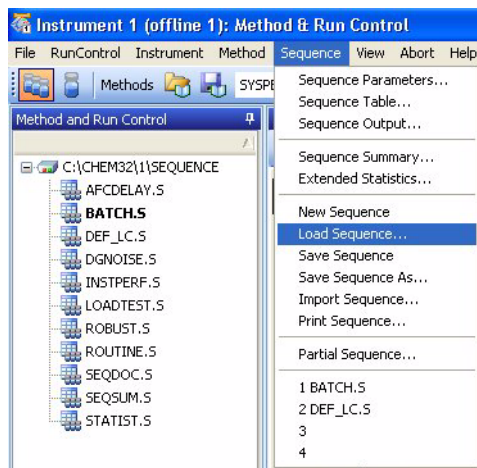 Instrument 1 (offline 1): Method & Run Control
File RunControl Instrument Method Sequence View Abort Help
Methods SYSPE
Method and Run Control
C:\CHEM32\1\SEQUENCE
AFCDELAY.S
BATCH.S
DEF_LC.S
DGNOISE.S
INSTPERF.S
LOADTEST.S
ROBUST.S
ROUTINE.S
SEQDOC.S
SEQSUM.S
STATIST.S
Sequence Parameters...
Sequence Table...
Sequence Output...
Sequence Summary...
Extended Statistics...
New Sequence
Load Sequence...
Save Sequence
Save Sequence As...
Import Sequence...
Print Sequence...
Partial Sequence...
1 BATCH.S
2 DEF_LC.S
3
4